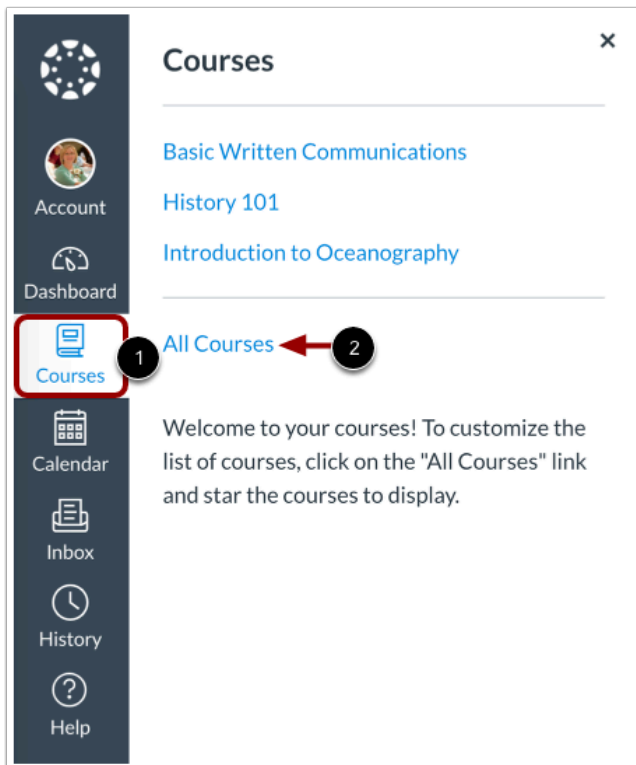 Account
Dashboard
Courses
Calendar
Inbox
History
Help
Courses
×
Basic Written Communications
History 101
Introduction to Oceanography
1
All Courses
2
Welcome to your courses! To customize the
list of courses, click on the "All Courses" link
and star the courses to display.